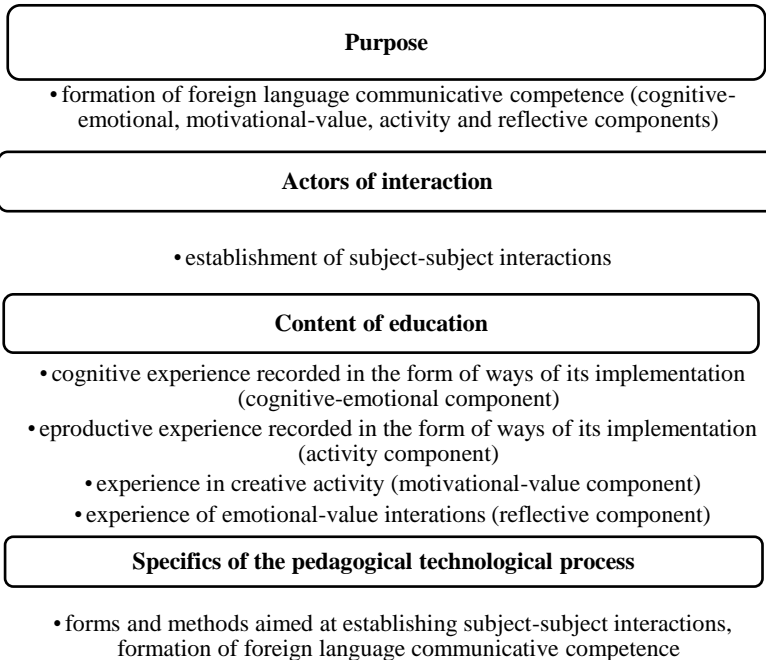 Purpose
• formation of foreign language communicative competence (cognitive-
emotional, motivational-value, activity and reflective components)
Actors of interaction
• establishment of subject-subject interactions
Content of education
• cognitive experience recorded in the form of ways of its implementation
(cognitive-emotional component)
• eproductive experience recorded in the form of ways of its implementation
(activity component)
• experience in creative activity (motivational-value component)
• experience of emotional-value interations (reflective component)
Specifics of the pedagogical technological process
• forms and methods aimed at establishing subject-subject interactions,
formation of foreign language communicative competence